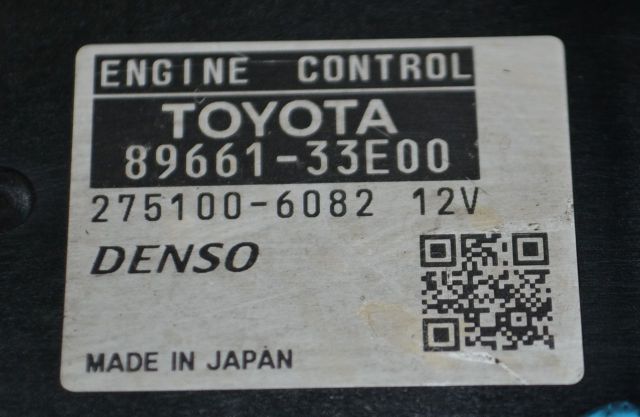 ENGINE CONTROL
TOYOTA
89661-33E00
275100-6082 12V
DENSO
MADE IN JAPAN